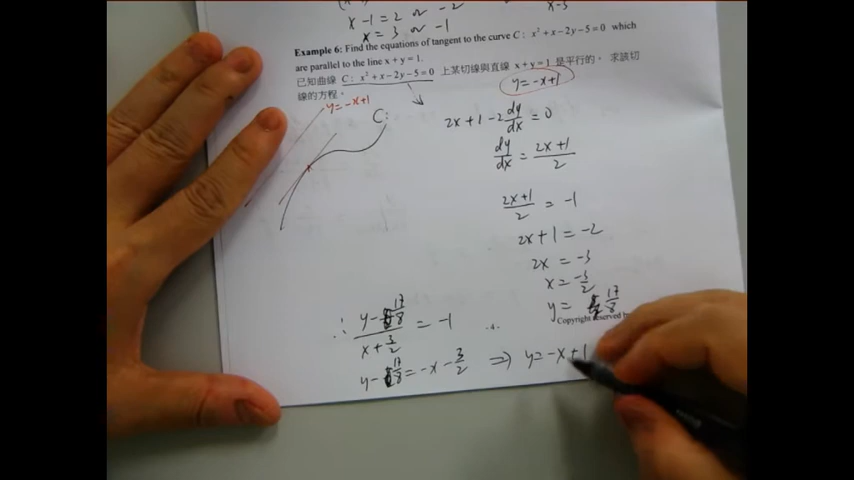 x-1=2 or -2
x-3
x = 3 or -1
Example 6: Find the equations of tangent to the curve C: x²+x-2y-5=0 which
are parallel to the line x + y = 1.
已知曲線 C: x²+x-2y-5=0 上某切線與直線 x+y=1 是平行的。 求該切
線的方程。
y=-x+1
y=-x+1
C:
2x+1-2 dy/dx = 0
dy/dx = (2x+1)/2
(2x+1)/2 = -1
2x+1 = -2
2x = -3
x = -3/2
y = 17/8
Copyright reserved by
-4-
∴ (y-17/8)/(x+3/2) = -1
y-17/8 = -x-3/2 ⇒ y=-x+1